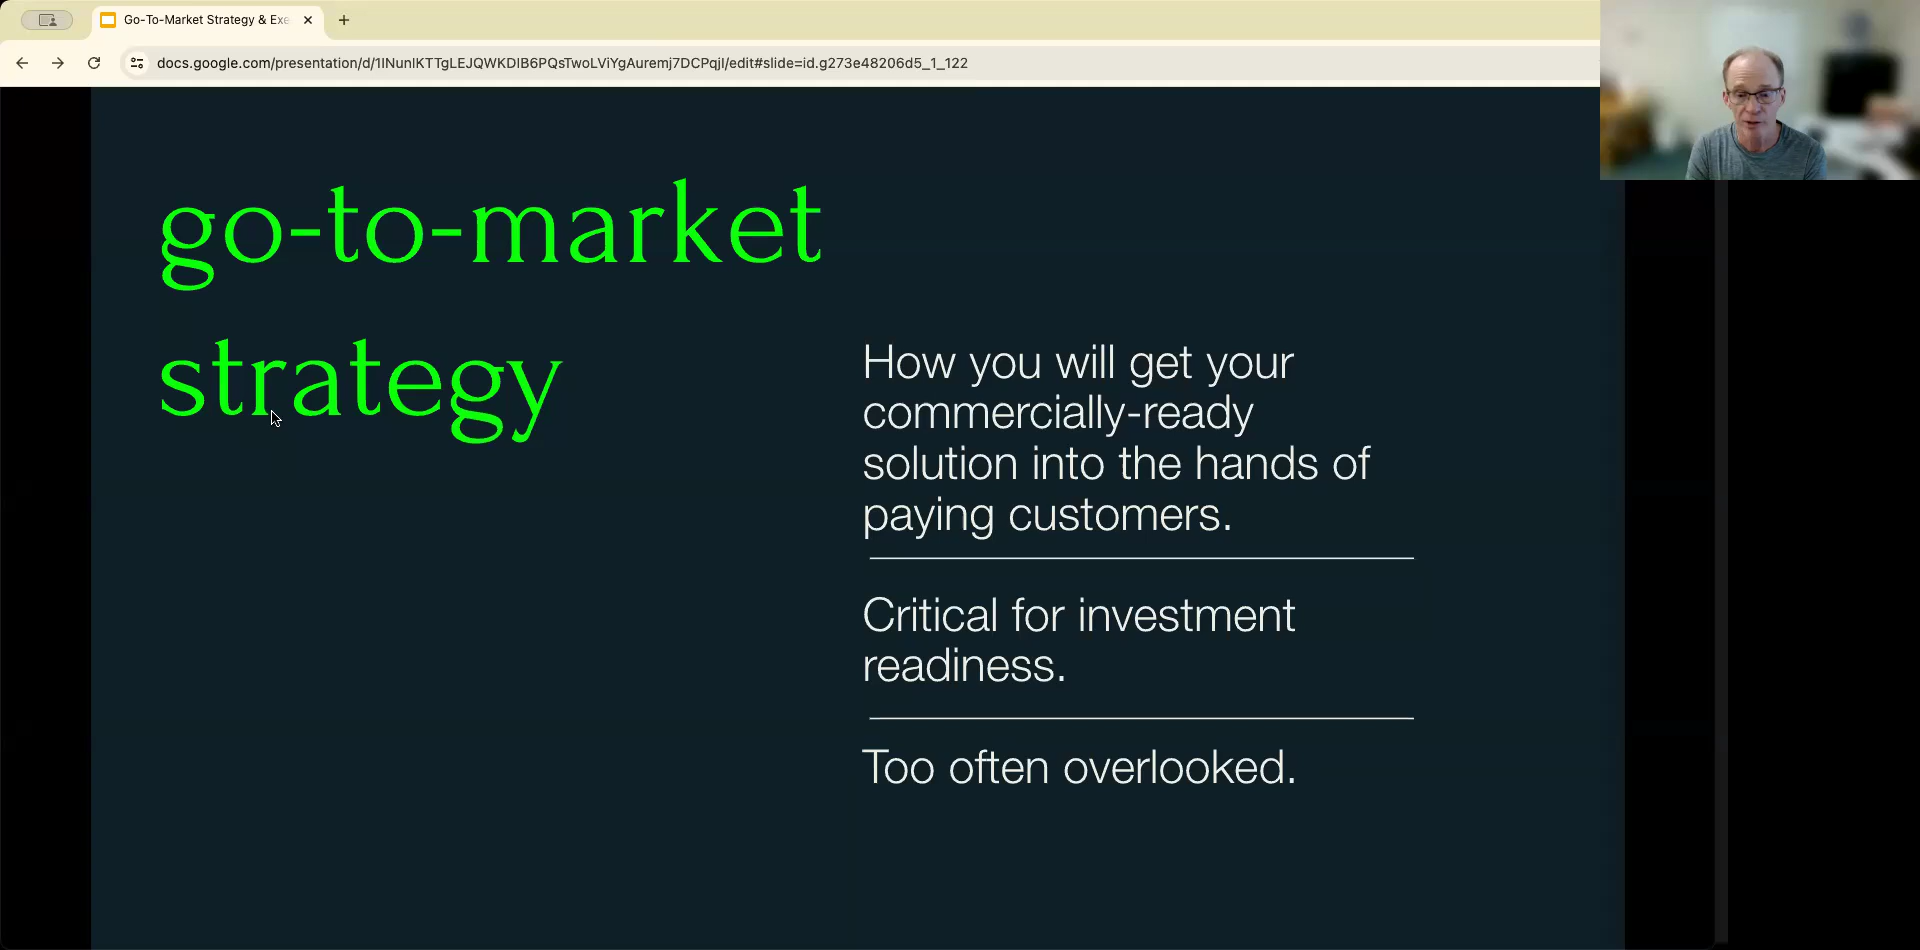 Go-To-Market Strategy & Exe
docs.google.com/presentation/d/1INunIKTTgLEJQWKDIB6PQsTwoLViYgAuremj7DCPqjI/edit#slide=id.g273e48206d5_1_122
go-to-market
strategy
How you will get your
commercially-ready
solution into the hands of
paying customers.
Critical for investment
readiness.
Too often overlooked.